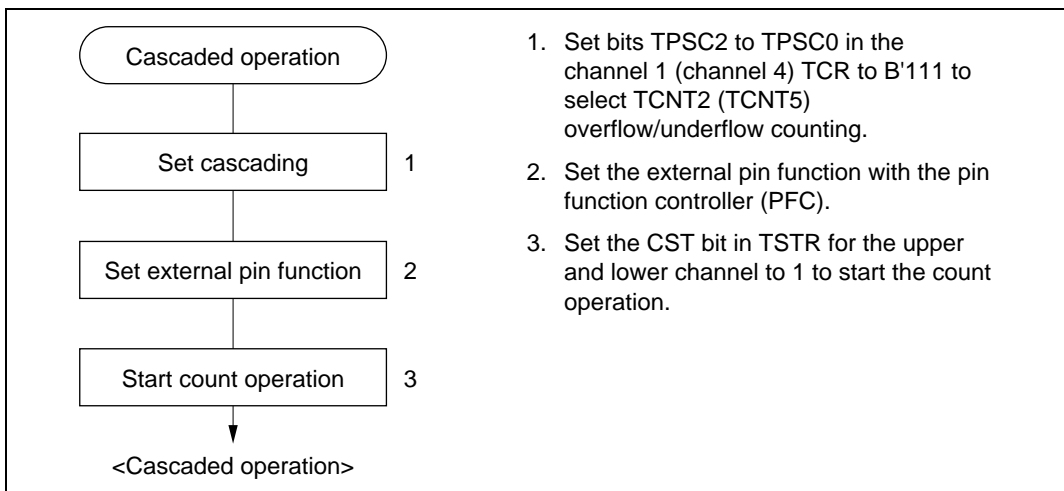 Cascaded operation
Set cascading 1
Set external pin function 2
Start count operation 3
<Cascaded operation>
1. Set bits TPSC2 to TPSC0 in the
channel 1 (channel 4) TCR to B'111 to
select TCNT2 (TCNT5)
overflow/underflow counting.
2. Set the external pin function with the pin
function controller (PFC).
3. Set the CST bit in TSTR for the upper
and lower channel to 1 to start the count
operation.